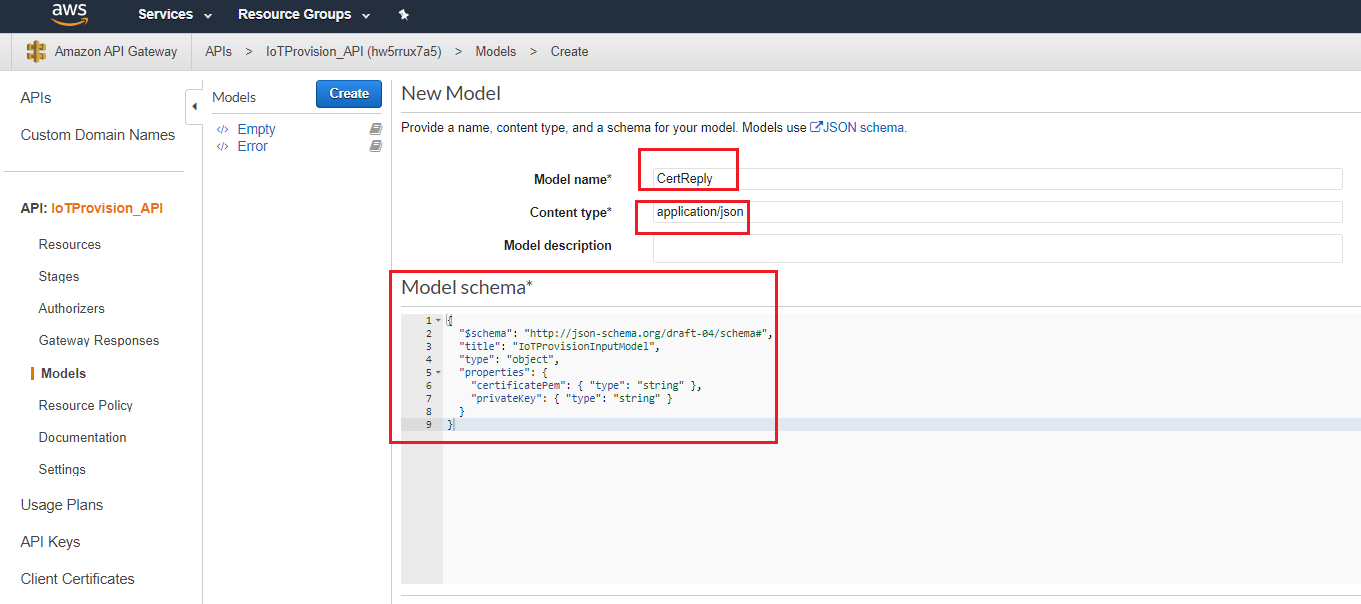 aws Services Resource Groups
Amazon API Gateway APIs > IoTProvision_API (hw5rrux7a5) > Models > Create
APIs
Custom Domain Names
API: IoTProvision_API
Resources
Stages
Authorizers
Gateway Responses
Models
Resource Policy
Documentation
Settings
Usage Plans
API Keys
Client Certificates
Models Create
</> Empty
</> Error
New Model
Provide a name, content type, and a schema for your model. Models use JSON schema.
Model name* CertReply
Content type* application/json
Model description
Model schema*
1 {
2 "$schema": "http://json-schema.org/draft-04/schema#",
3 "title": "IoTProvisionInputModel",
4 "type": "object",
5 "properties": {
6 "certificatePem": { "type": "string" },
7 "privateKey": { "type": "string" }
8 }
9 }